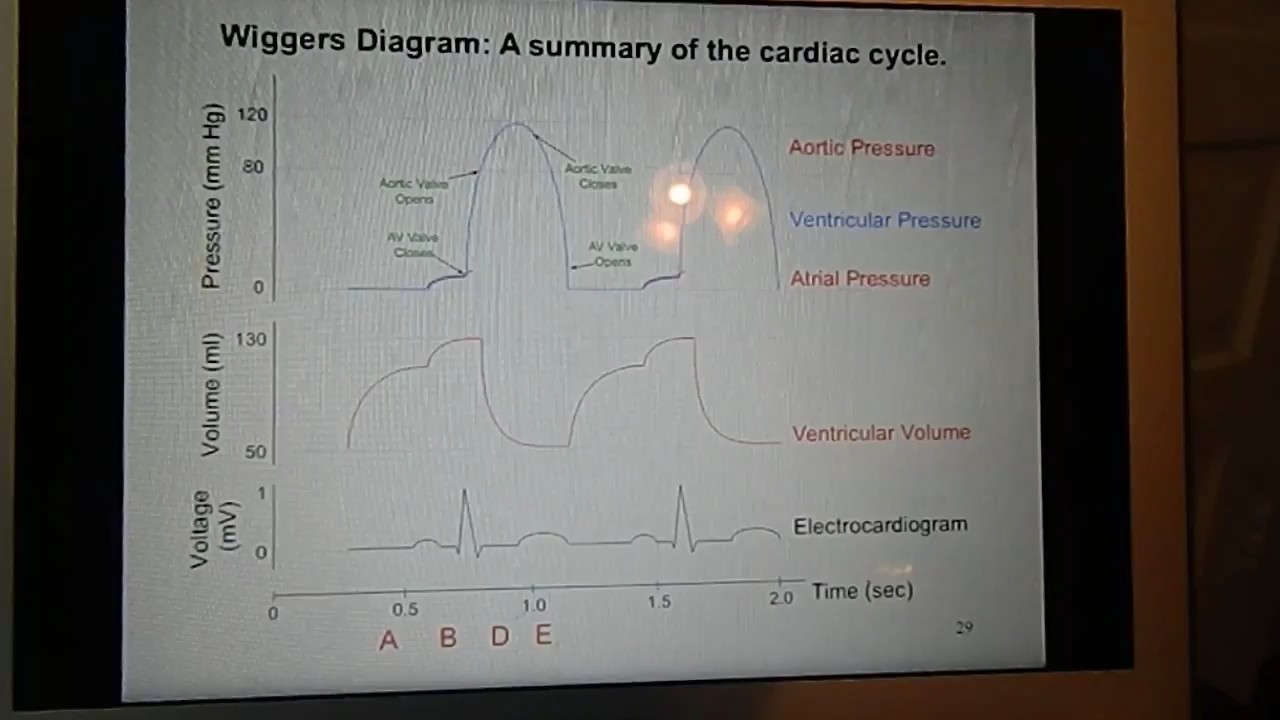 Wiggers Diagram: A summary of the cardiac cycle.
Pressure (mm Hg)
120
80
0
Aortic Valve
Opens
AV Valve
Closes
Aortic Valve
Closes
AV Valve
Opens
Aortic Pressure
Ventricular Pressure
Atrial Pressure
Volume (ml)
130
50
Ventricular Volume
Voltage
(mV)
1
0
Electrocardiogram
0
0.5
1.0
1.5
2.0
Time (sec)
A B D E
29